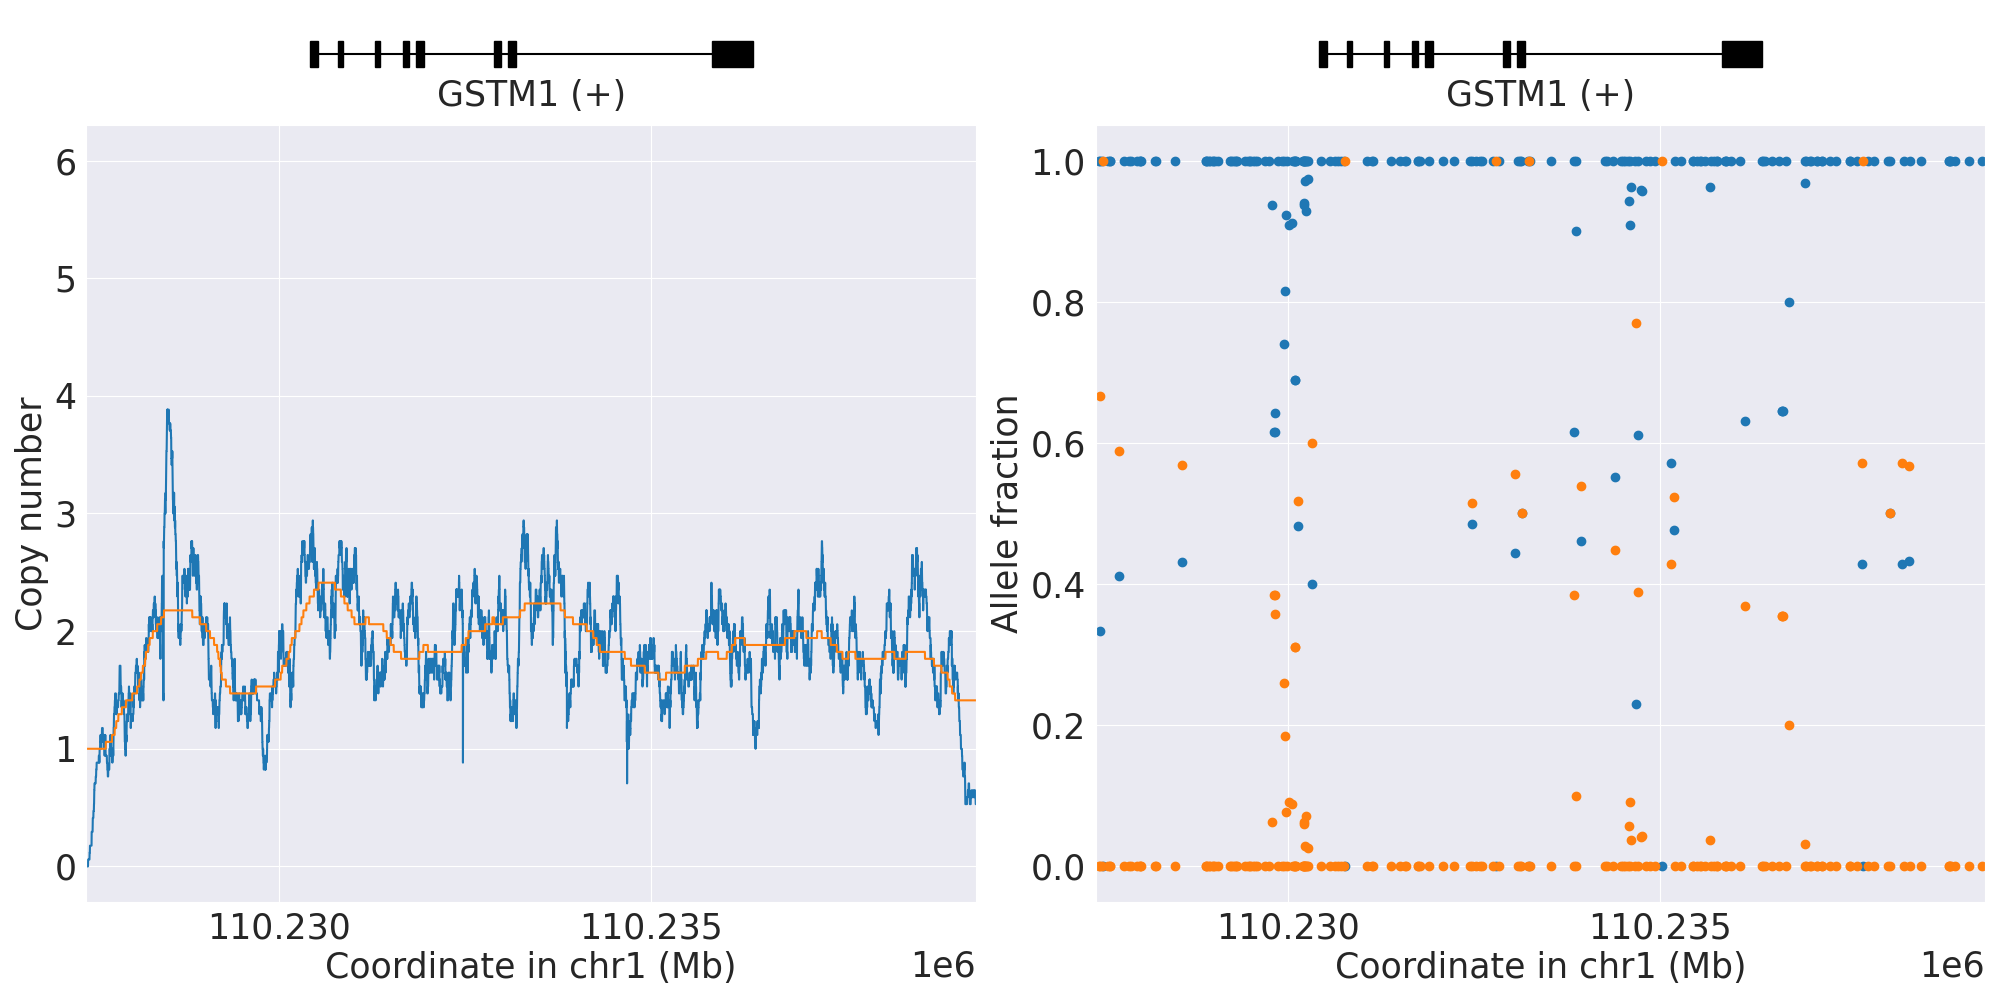 GSTM1 (+)
6
5
4
3
2
1
0
Copy number
110.230
110.235
Coordinate in chr1 (Mb)
1e6
GSTM1 (+)
1.0
0.8
0.6
0.4
0.2
0.0
Allele fraction
110.230
110.235
Coordinate in chr1 (Mb)
1e6